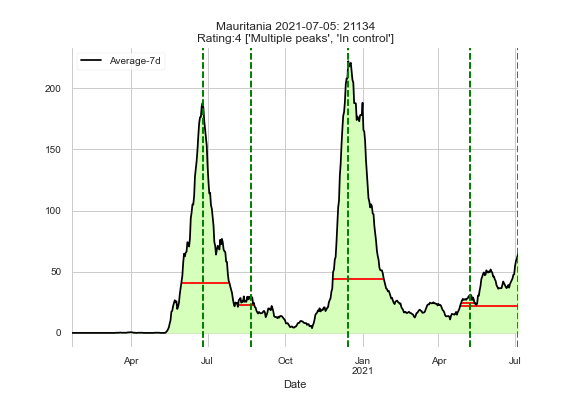 Mauritania 2021-07-05: 21134
Rating:4 ['Multiple peaks', 'In control']
Average-7d
200
150
100
50
0
Apr Jul Oct Jan Apr Jul
2021
Date